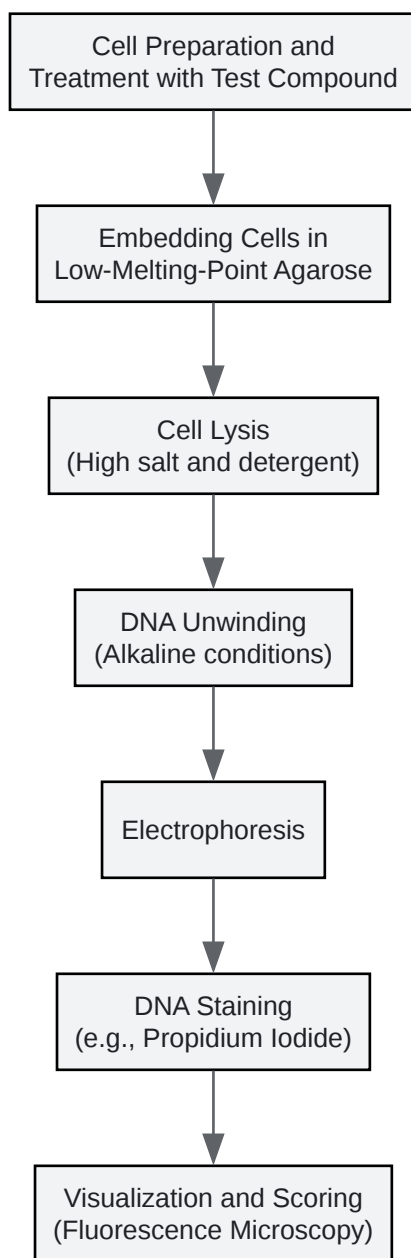 Cell Preparation and
Treatment with Test Compound
Embedding Cells in
Low-Melting-Point Agarose
Cell Lysis
(High salt and detergent)
DNA Unwinding
(Alkaline conditions)
Electrophoresis
DNA Staining
(e.g., Propidium Iodide)
Visualization and Scoring
(Fluorescence Microscopy)